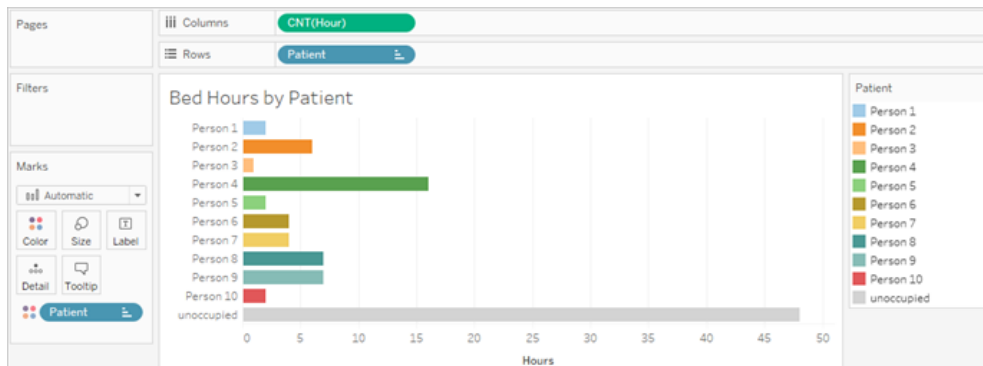 Pages
Columns
CNT(Hour)
Rows
Patient
Filters
Marks
Automatic
Color
Size
Label
Detail
Tooltip
Patient
Bed Hours by Patient
Person 1
Person 2
Person 3
Person 4
Person 5
Person 6
Person 7
Person 8
Person 9
Person 10
unoccupied
0 5 10 15 20 25 30 35 40 45 50
Hours
Patient
Person 1
Person 2
Person 3
Person 4
Person 5
Person 6
Person 7
Person 8
Person 9
Person 10
unoccupied